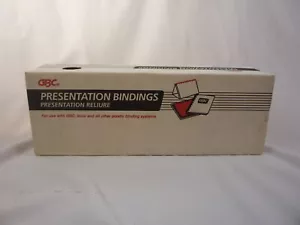 GBC
PRESENTATION BINDINGS
PRESENTATION RELIURE
For use with GBC and all other plastic binding systems